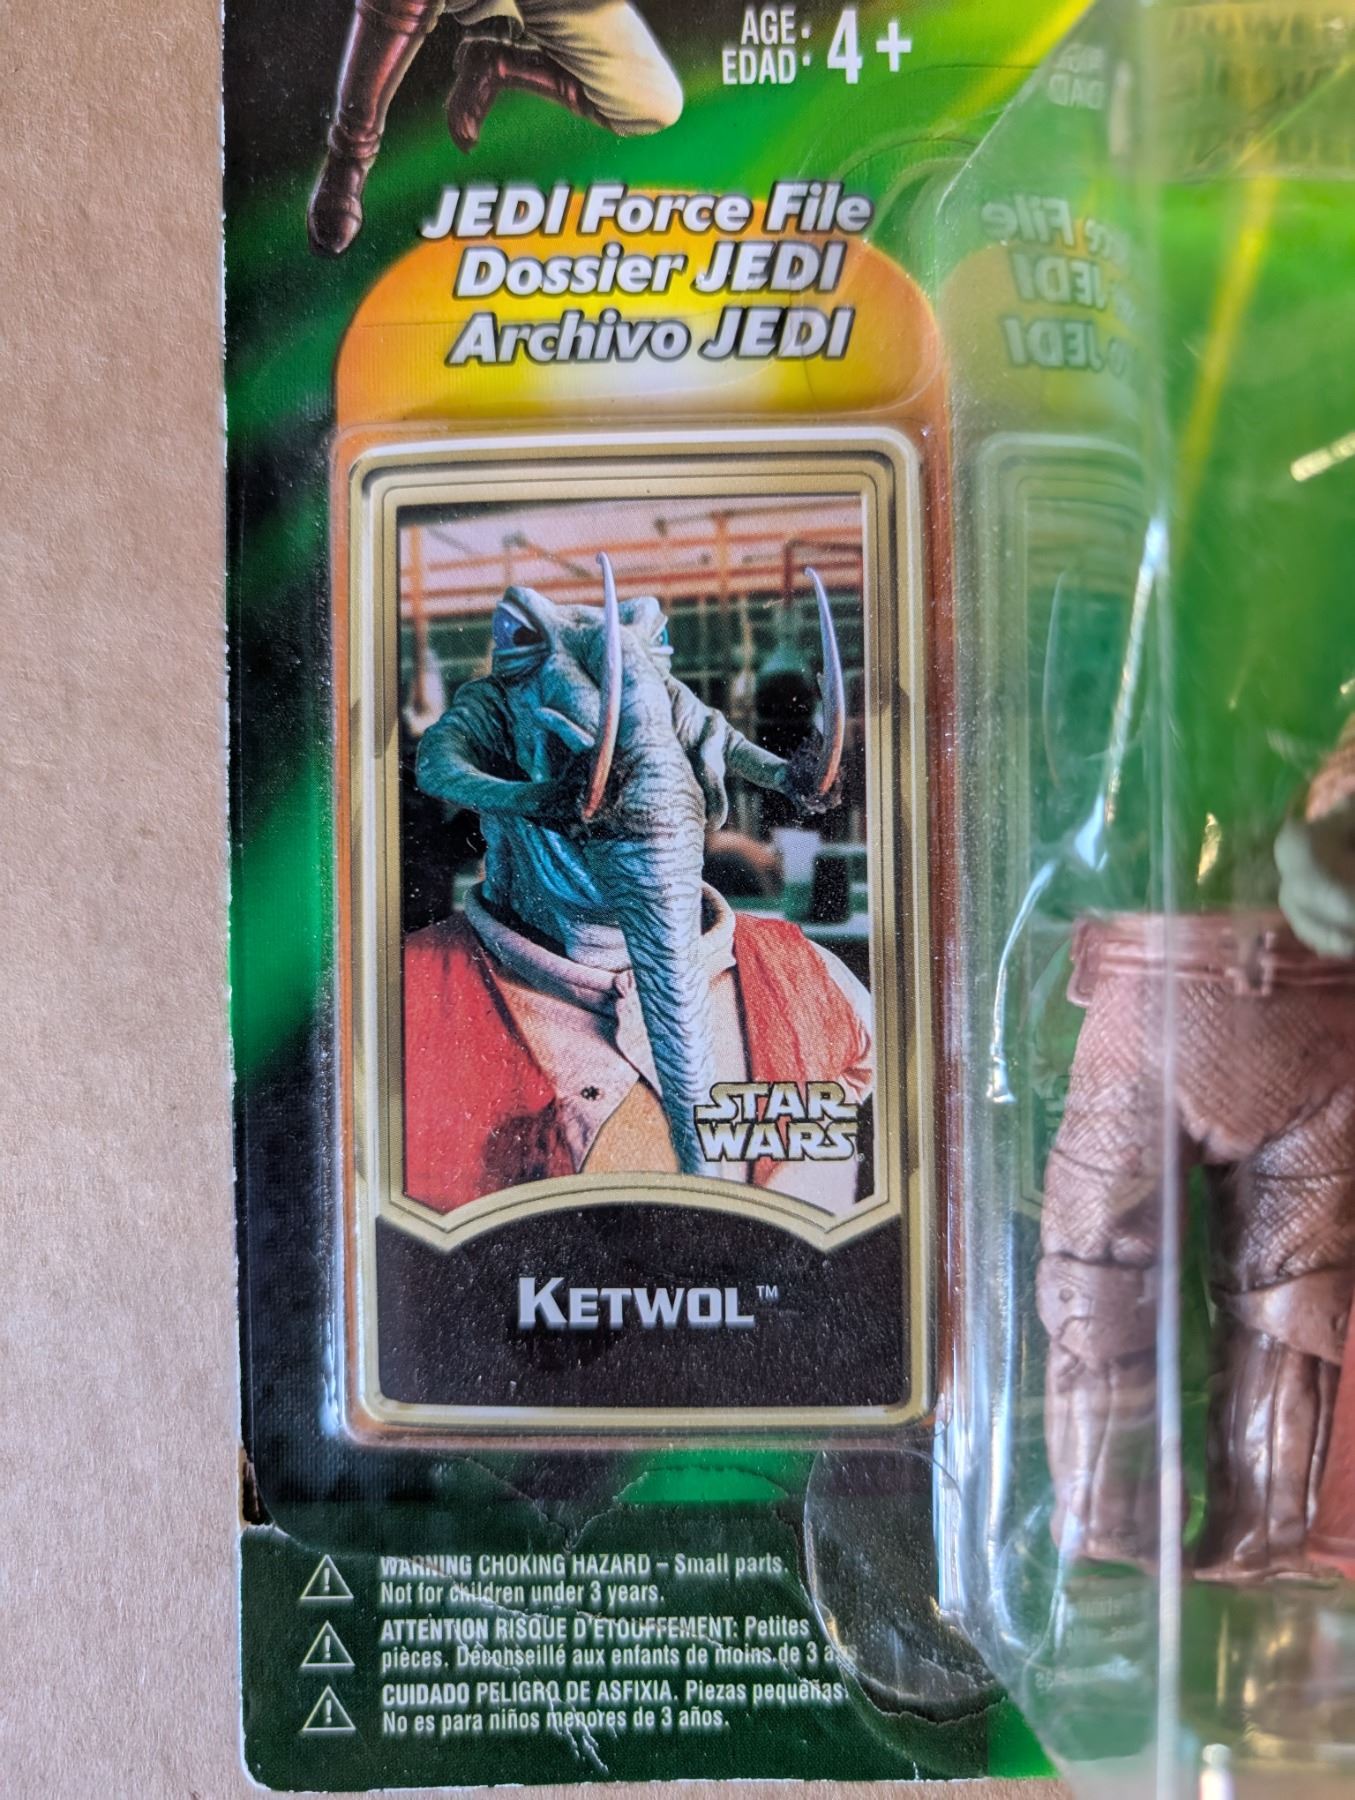 AGE: 4+
EDAD:
JEDI Force File
Dossier JEDI
Archivo JEDI
STAR
WARS
KETWOL™
WARNING CHOKING HAZARD – Small parts.
Not for children under 3 years.
ATTENTION RISQUE D'ÉTOUFFEMENT: Petites
pièces. Déconseillé aux enfants de moins de 3 ans
CUIDADO PELIGRO DE ASFIXIA. Piezas pequeñas.
No es para niños menores de 3 años.